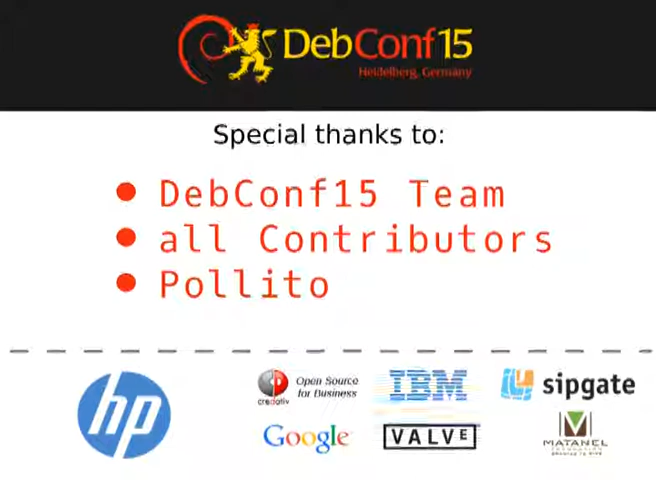 DebConf15
Heidelberg, Germany
Special thanks to:
DebConf15 Team
all Contributors
Pollito
hp
creativ
Open Source
for Business
IBM
sipgate
Google
VALVE
MATANEL